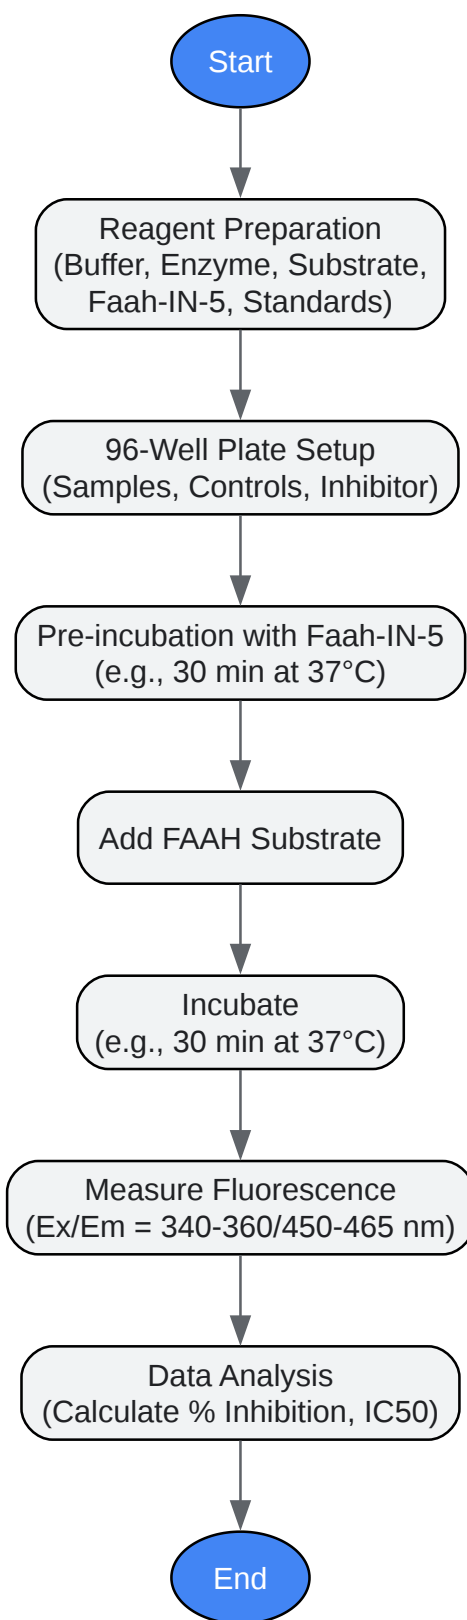 Start
Reagent Preparation
(Buffer, Enzyme, Substrate,
Faah-IN-5, Standards)
96-Well Plate Setup
(Samples, Controls, Inhibitor)
Pre-incubation with Faah-IN-5
(e.g., 30 min at 37°C)
Add FAAH Substrate
Incubate
(e.g., 30 min at 37°C)
Measure Fluorescence
(Ex/Em = 340-360/450-465 nm)
Data Analysis
(Calculate % Inhibition, IC50)
End